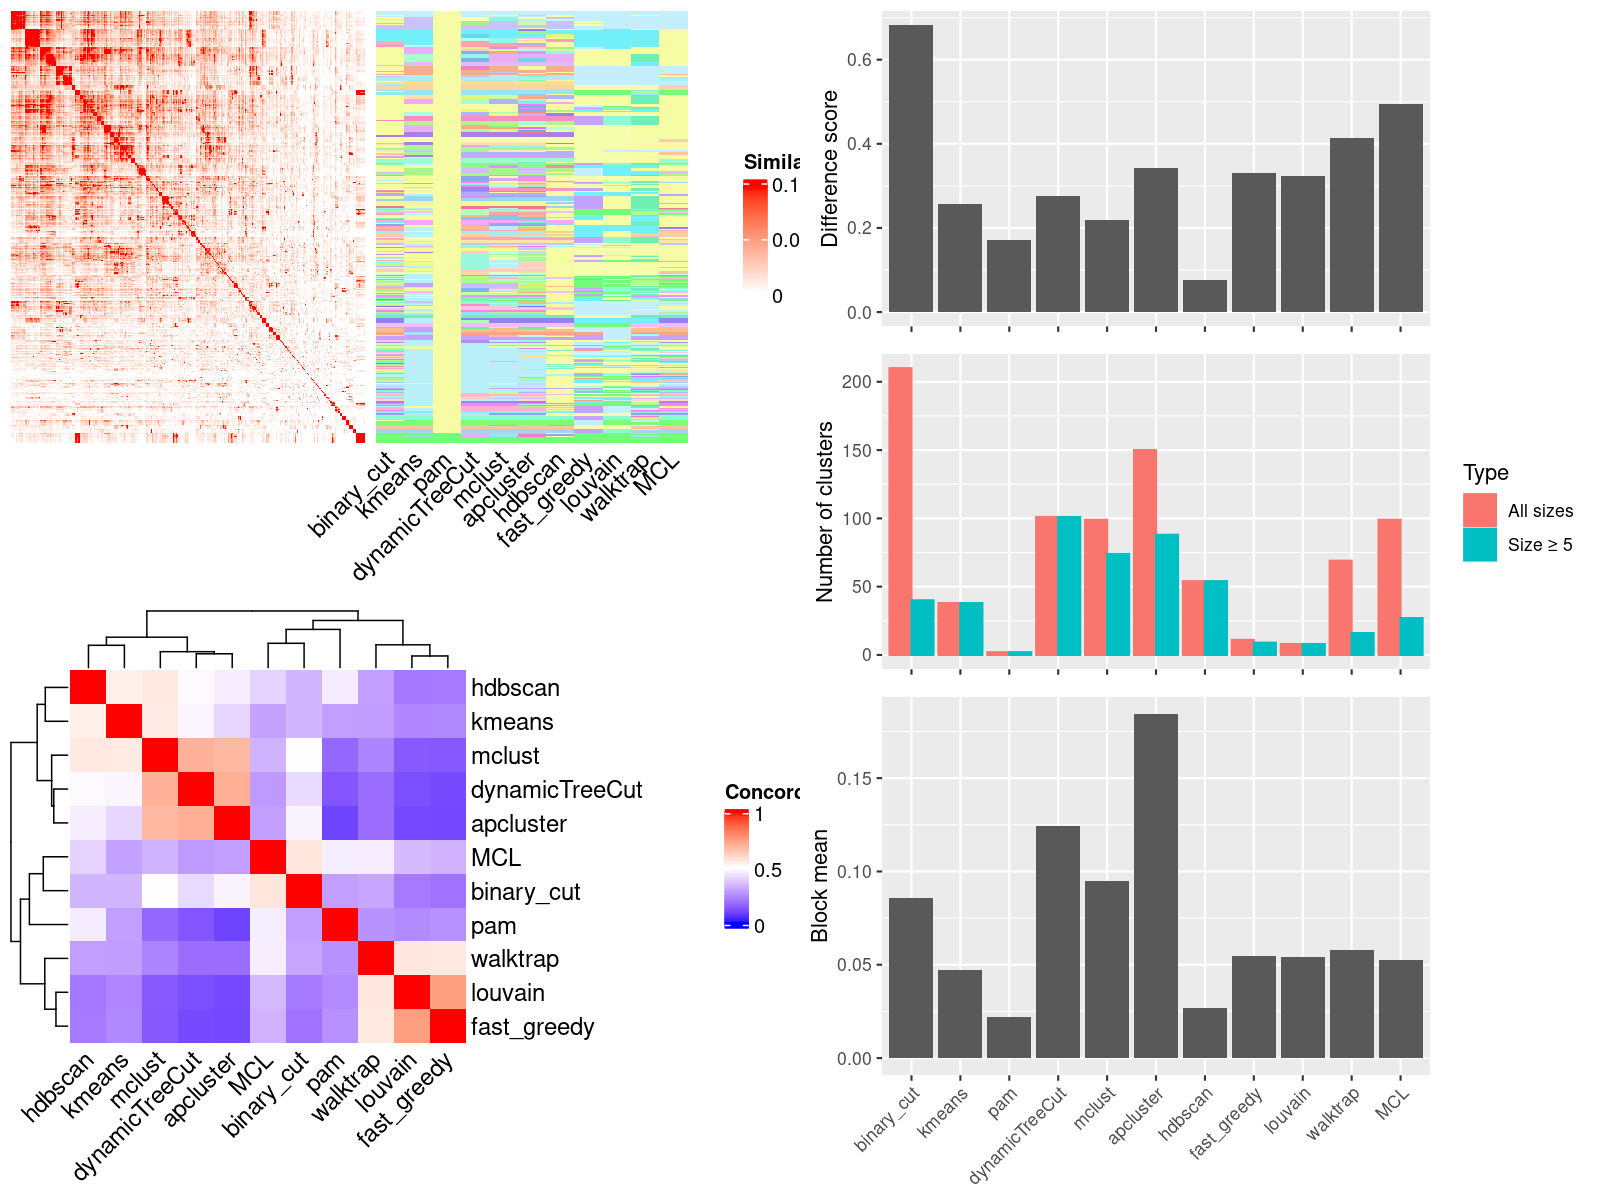 Simila
0.1
0.0
0
binary_cut
kmeans
pam
dynamicTreeCut
mclust
apcluster
hdbscan
fast_greedy
louvain
walktrap
MCL
hdbscan
kmeans
mclust
dynamicTreeCut
apcluster
MCL
binary_cut
pam
walktrap
louvain
fast_greedy
hdbscan
kmeans
mclust
dynamicTreeCut
apcluster
MCL
binary_cut
pam
walktrap
louvain
fast_greedy
Concord
1
0.5
0
Difference score
0.6
0.4
0.2
0.0
Number of clusters
200
150
100
50
0
Type
All sizes
Size ≥ 5
Block mean
0.15
0.10
0.05
0.00
binary_cut
kmeans
pam
dynamicTreeCut
mclust
apcluster
hdbscan
fast_greedy
louvain
walktrap
MCL